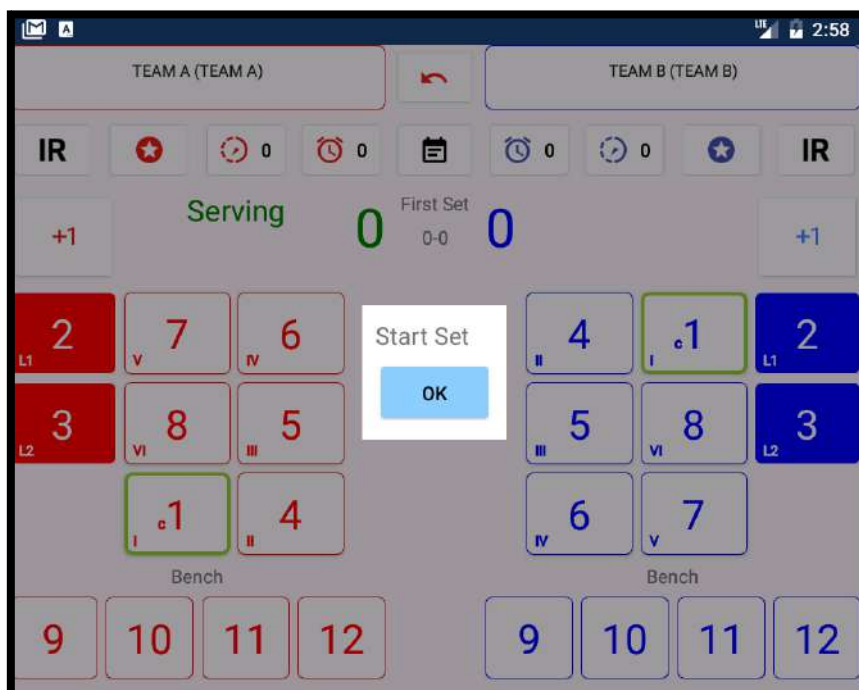 LTE 2:58
TEAM A (TEAM A) TEAM B (TEAM B)
IR 0 0 0 0 IR
Serving First Set
+1 0 0-0 0 +1
2 L1 7 V 6 IV Start Set 4 II c1 I 2 L1
OK
3 L2 8 VI 5 III 5 III 8 VI 3 L2
c1 I 4 II 6 IV 7 V
Bench Bench
9 10 11 12 9 10 11 12